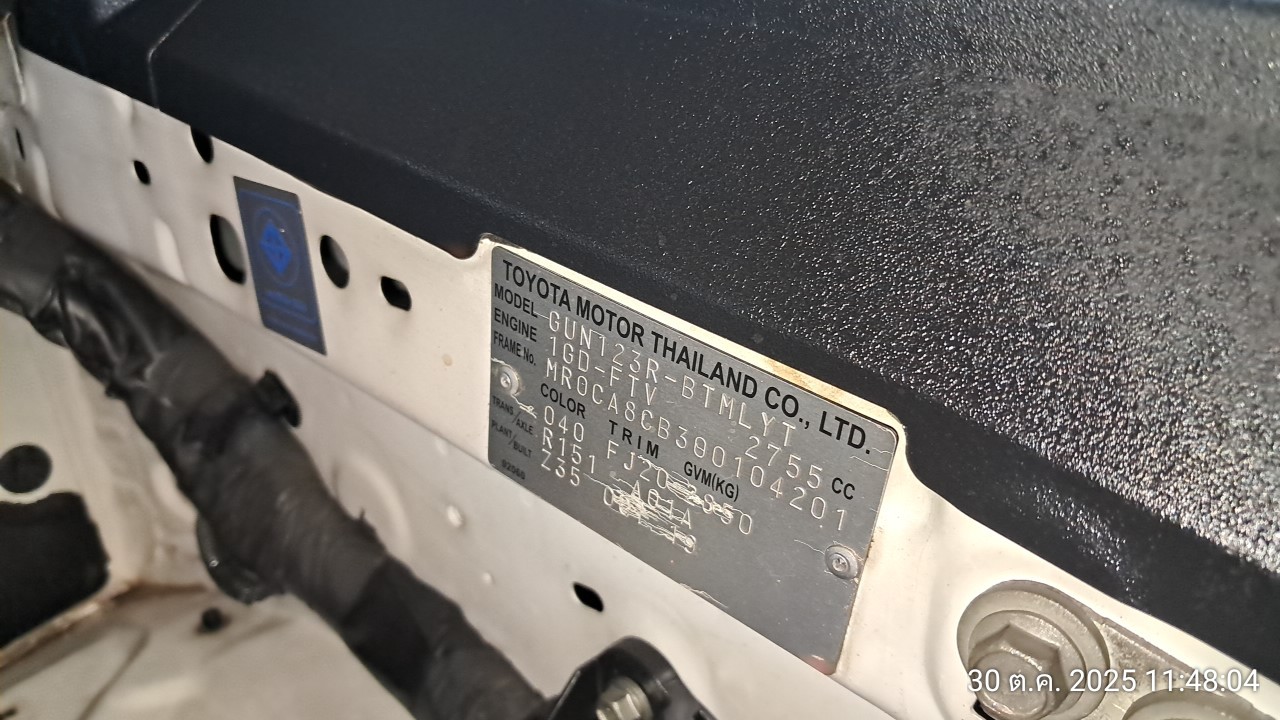 TOYOTA MOTOR THAILAND CO., LTD.
MODEL GUN123R-BTMLYT
ENGINE 1GD-FTV 2755 CC
FRAME No. MR0CA8CB300104201
COLOR TRIM GVM(KG)
040 FJ20
TRANS/AXLE R151 A01A
PLANT/BUILT Z35
92066
30 ต.ค. 2025 11:48:04